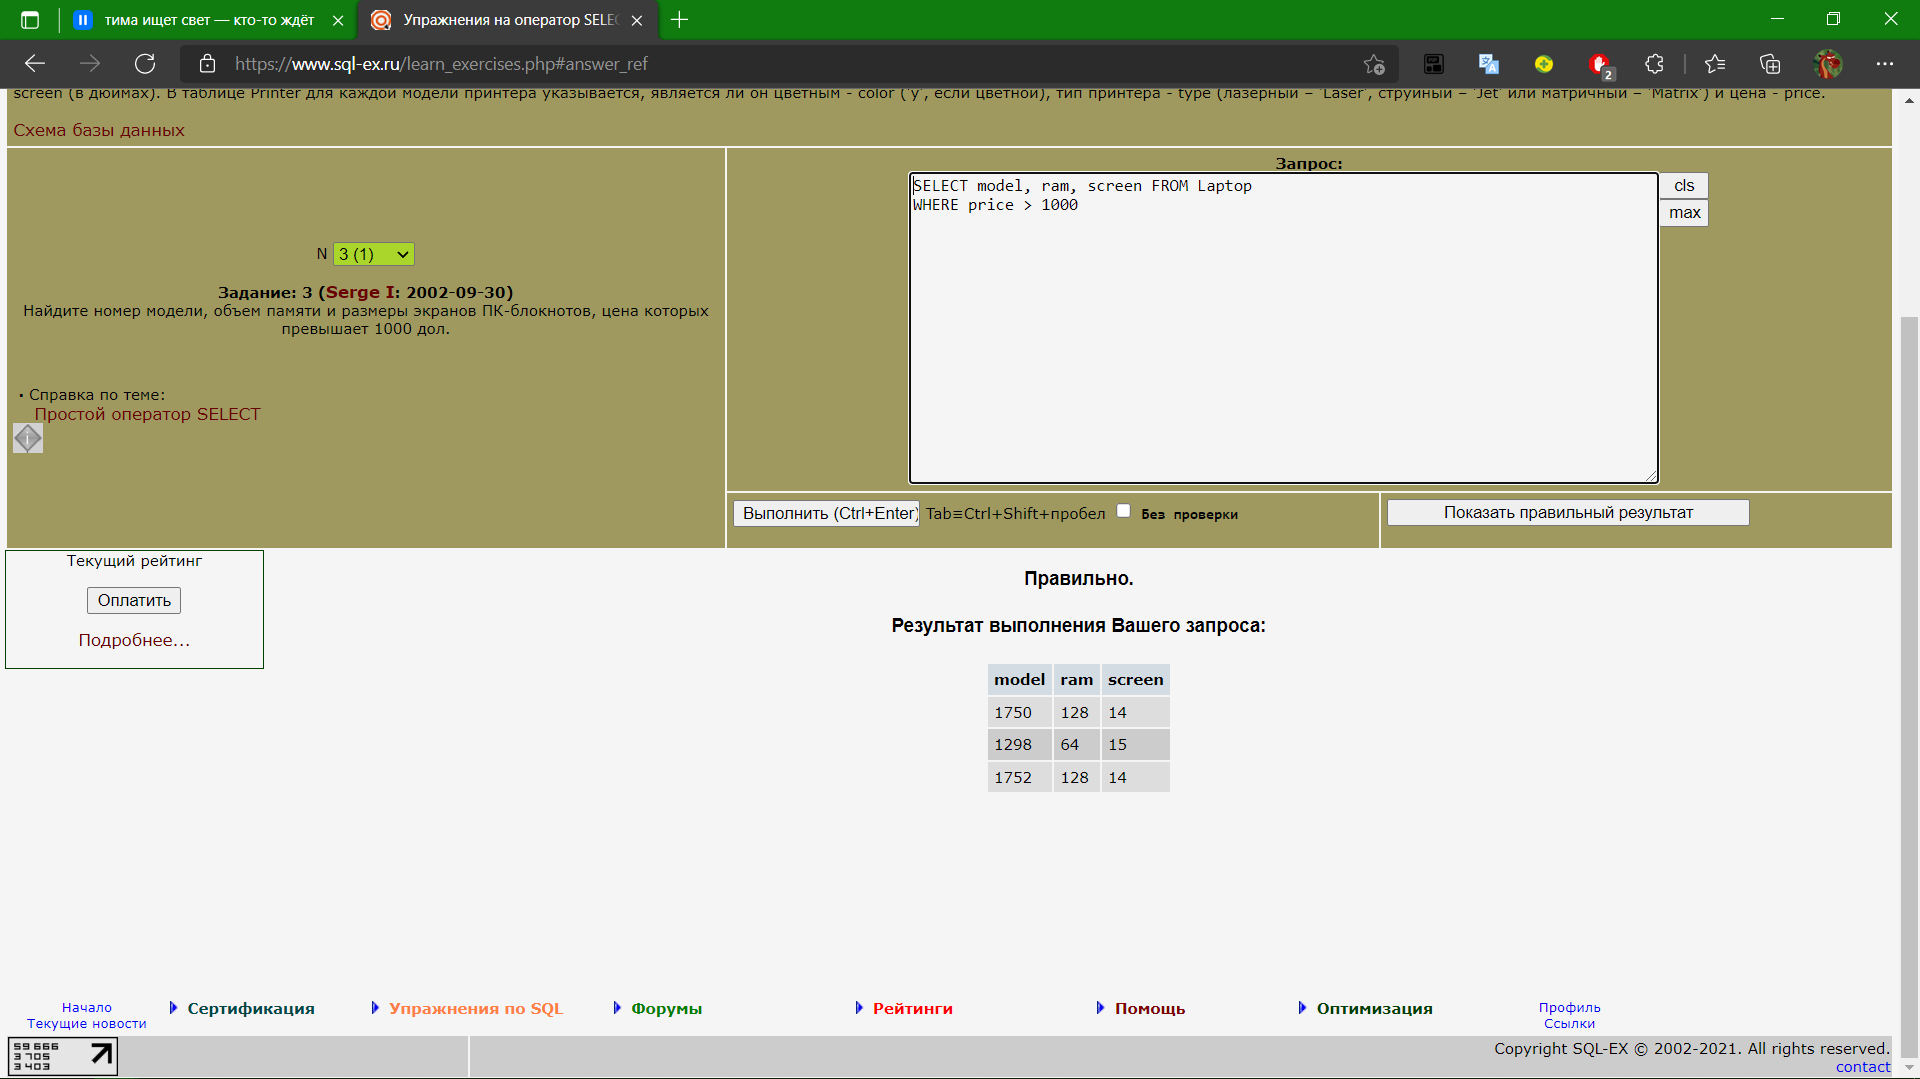 тима ищет свет — кто-то ждёт
Упражнения на оператор SELEC
https://www.sql-ex.ru/learn_exercises.php#answer_ref
2
screen (в дюймах). В таблице Printer для каждой модели принтера указывается, является ли он цветным - color ('y', если цветной), тип принтера - type (лазерный – 'Laser', струйный – 'Jet' или матричный – 'Matrix') и цена - price.
Схема базы данных
Запрос:
SELECT model, ram, screen FROM Laptop
WHERE price > 1000
cls
max
N 3 (1)
Задание: 3 (Serge I: 2002-09-30)
Найдите номер модели, объем памяти и размеры экранов ПК-блокнотов, цена которых
превышает 1000 дол.
Справка по теме:
Простой оператор SELECT
Выполнить (Ctrl+Enter) Tab≡Ctrl+Shift+пробел Без проверки
Показать правильный результат
Текущий рейтинг
Оплатить
Подробнее...
Правильно.
Результат выполнения Вашего запроса:
model ram screen
1750 128 14
1298 64 15
1752 128 14
Начало
Текущие новости
Сертификация
Упражнения по SQL
Форумы
Рейтинги
Помощь
Оптимизация
Профиль
Ссылки
59 666
3 705
3 403
Copyright SQL-EX © 2002-2021. All rights reserved.
contact